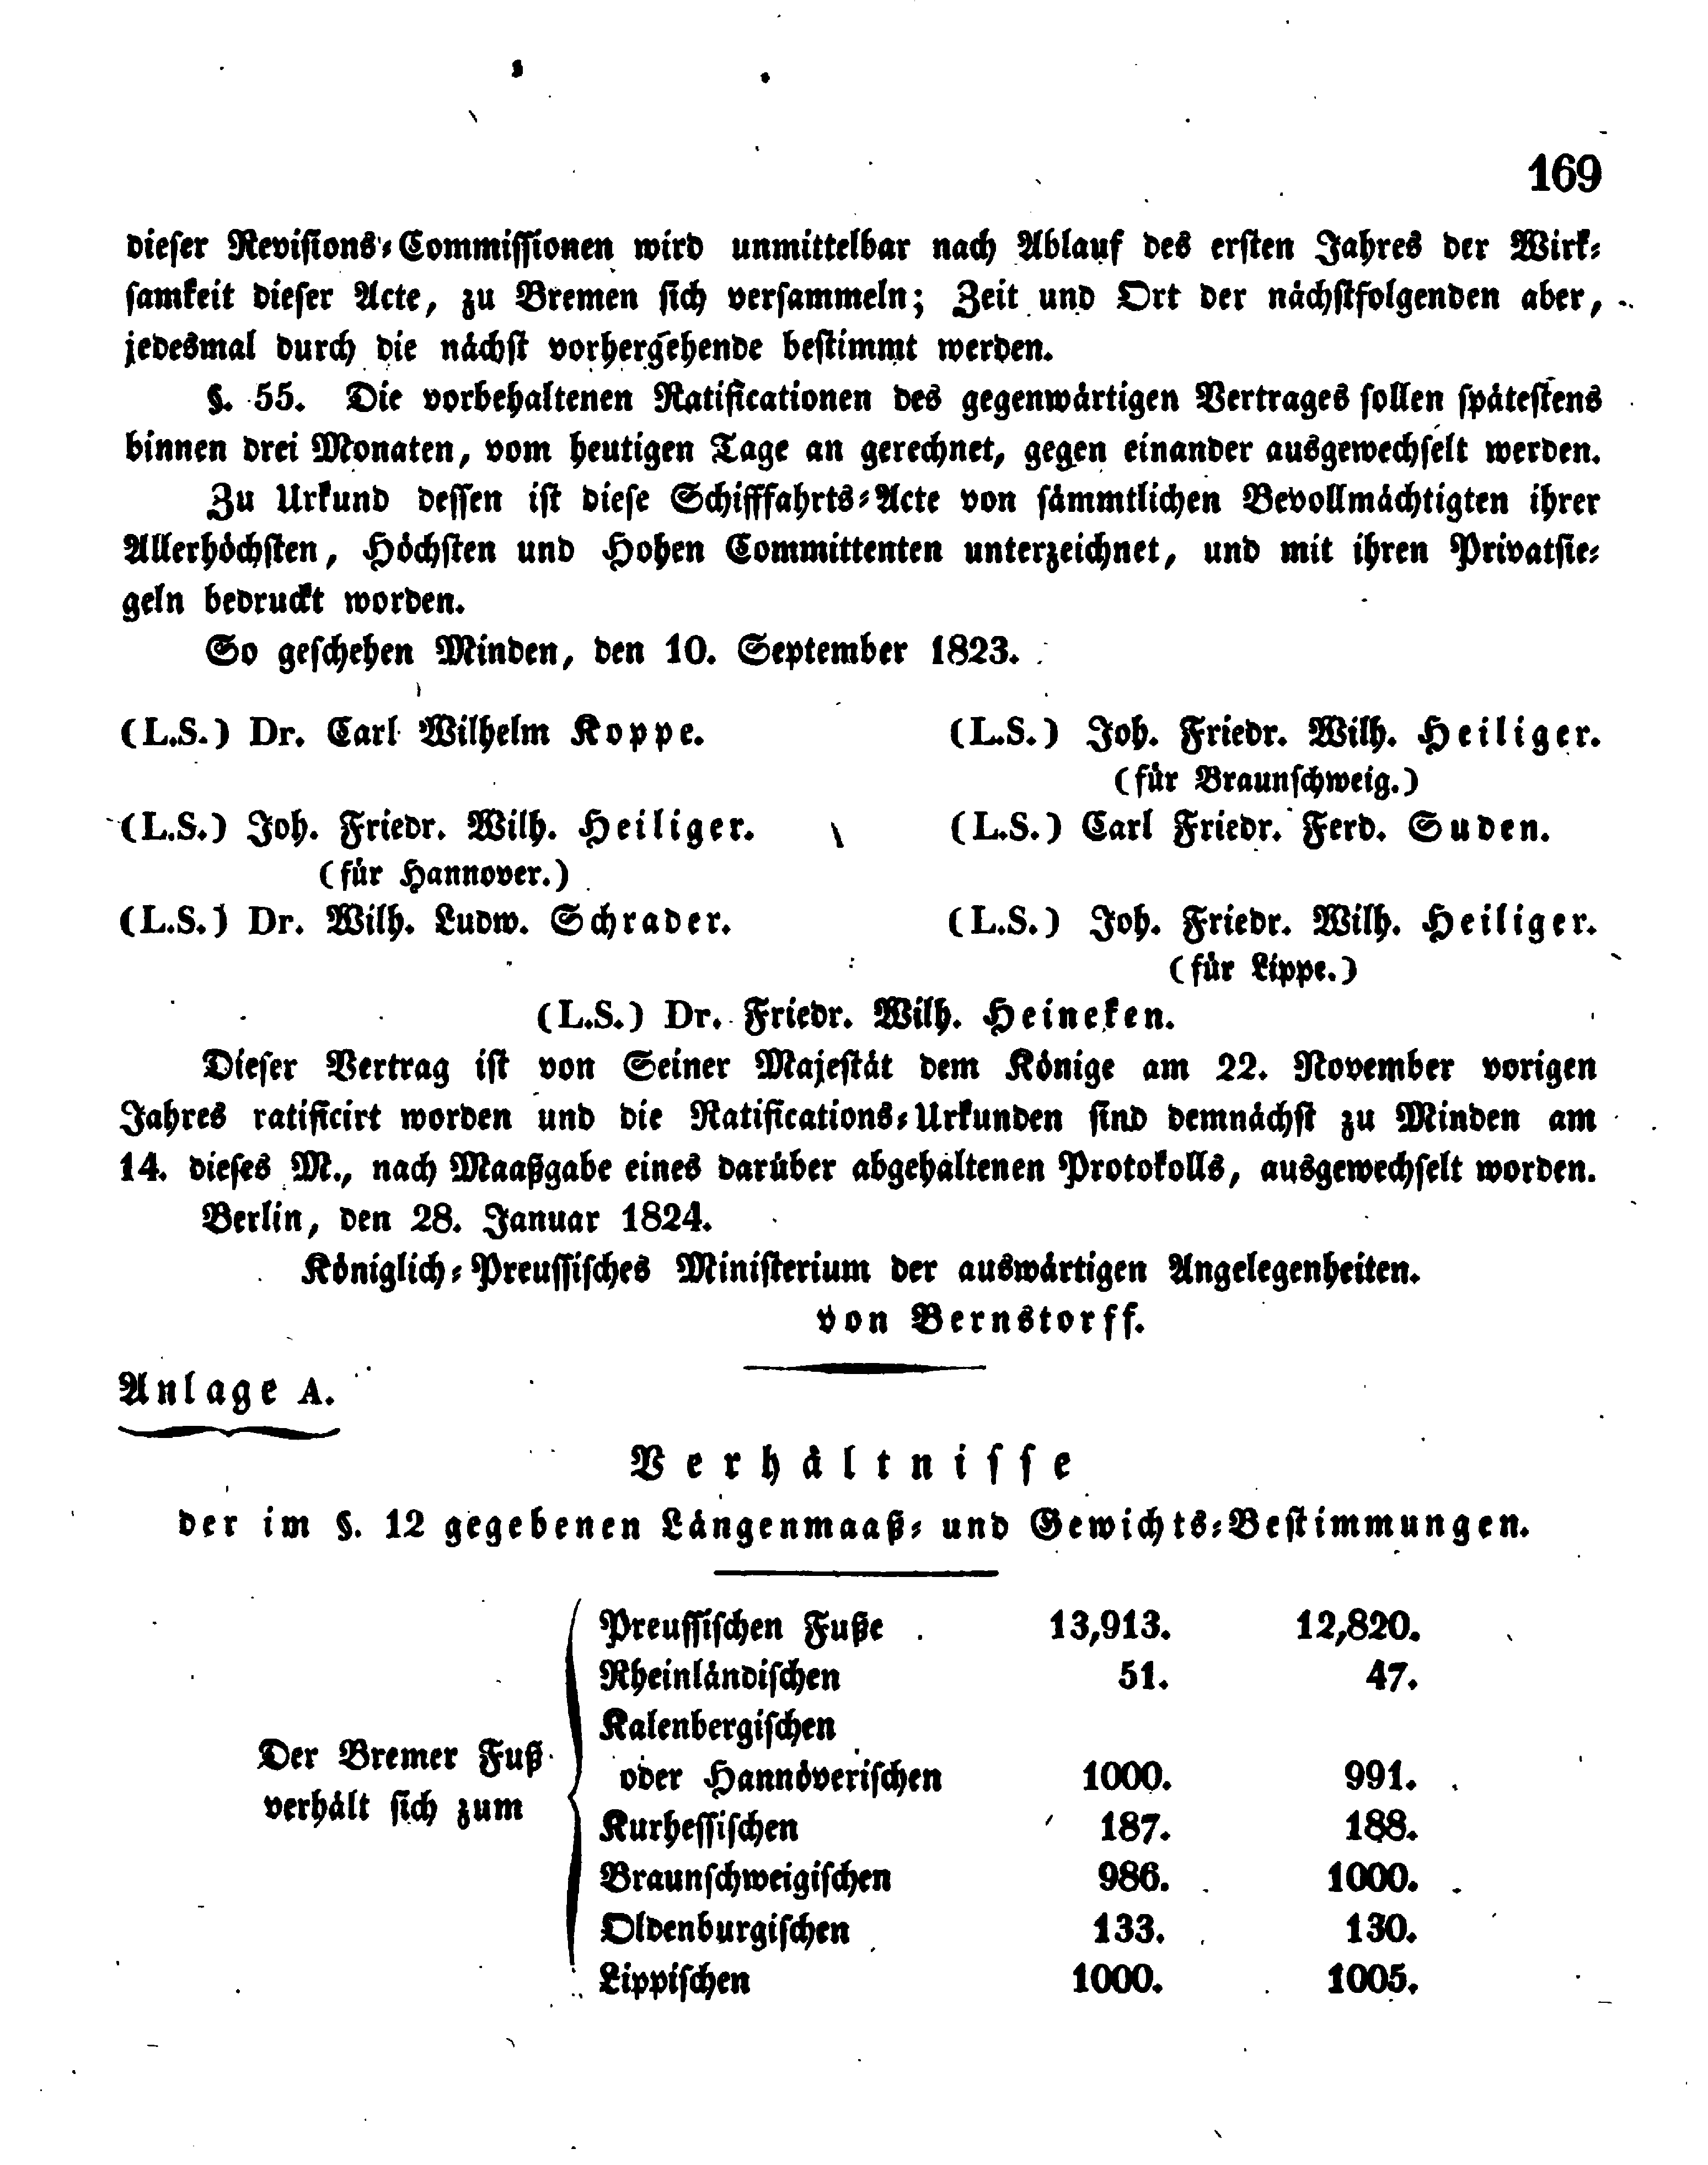 169
dieser Revisions-Commissionen wird unmittelbar nach Ablauf des ersten Jahres der Wirk-
samkeit dieser Acte, zu Bremen sich versammeln; Zeit und Ort der nächstfolgenden aber,
jedesmal durch die nächst vorhergehende bestimmt werden.
§. 55. Die vorbehaltenen Ratificationen des gegenwärtigen Vertrages sollen spätestens
binnen drei Monaten, vom heutigen Tage an gerechnet, gegen einander ausgewechselt werden.
Zu Urkund dessen ist diese Schifffahrts-Acte von sämmtlichen Bevollmächtigten ihrer
Allerhöchsten, Höchsten und Hohen Committenten unterzeichnet, und mit ihren Privatsie-
geln bedruckt worden.
So geschehen Minden, den 10. September 1823.
(L.S.) Dr. Carl Wilhelm Koppe. (L.S.) Joh. Friedr. Wilh. Heiliger.
(für Braunschweig.)
(L.S.) Joh. Friedr. Wilh. Heiliger. (L.S.) Carl Friedr. Ferd. Suden.
(für Hannover.)
(L.S.) Dr. Wilh. Ludw. Schrader. (L.S.) Joh. Friedr. Wilh. Heiliger.
(für Lippe.)
(L.S.) Dr. Friedr. Wilh. Heineken.
Dieser Vertrag ist von Seiner Majestät dem Könige am 22. November vorigen
Jahres ratificirt worden und die Ratifications-Urkunden sind demnächst zu Minden am
14. dieses M., nach Maaßgabe eines darüber abgehaltenen Protokolls, ausgewechselt worden.
Berlin, den 28. Januar 1824.
Königlich-Preussisches Ministerium der auswärtigen Angelegenheiten.
von Bernstorff.
Anlage A.
Verhältnisse
der im §. 12 gegebenen Längenmaaß- und Gewichts-Bestimmungen.
Der Bremer Fuß
verhält sich zum
Preussischen Fuße 13,913. 12,820.
Rheinländischen 51. 47.
Kalenbergischen
oder Hannöverischen 1000. 991.
Kurhessischen 187. 188.
Braunschweigischen 986. 1000.
Oldenburgischen 133. 130.
Lippischen 1000. 1005.